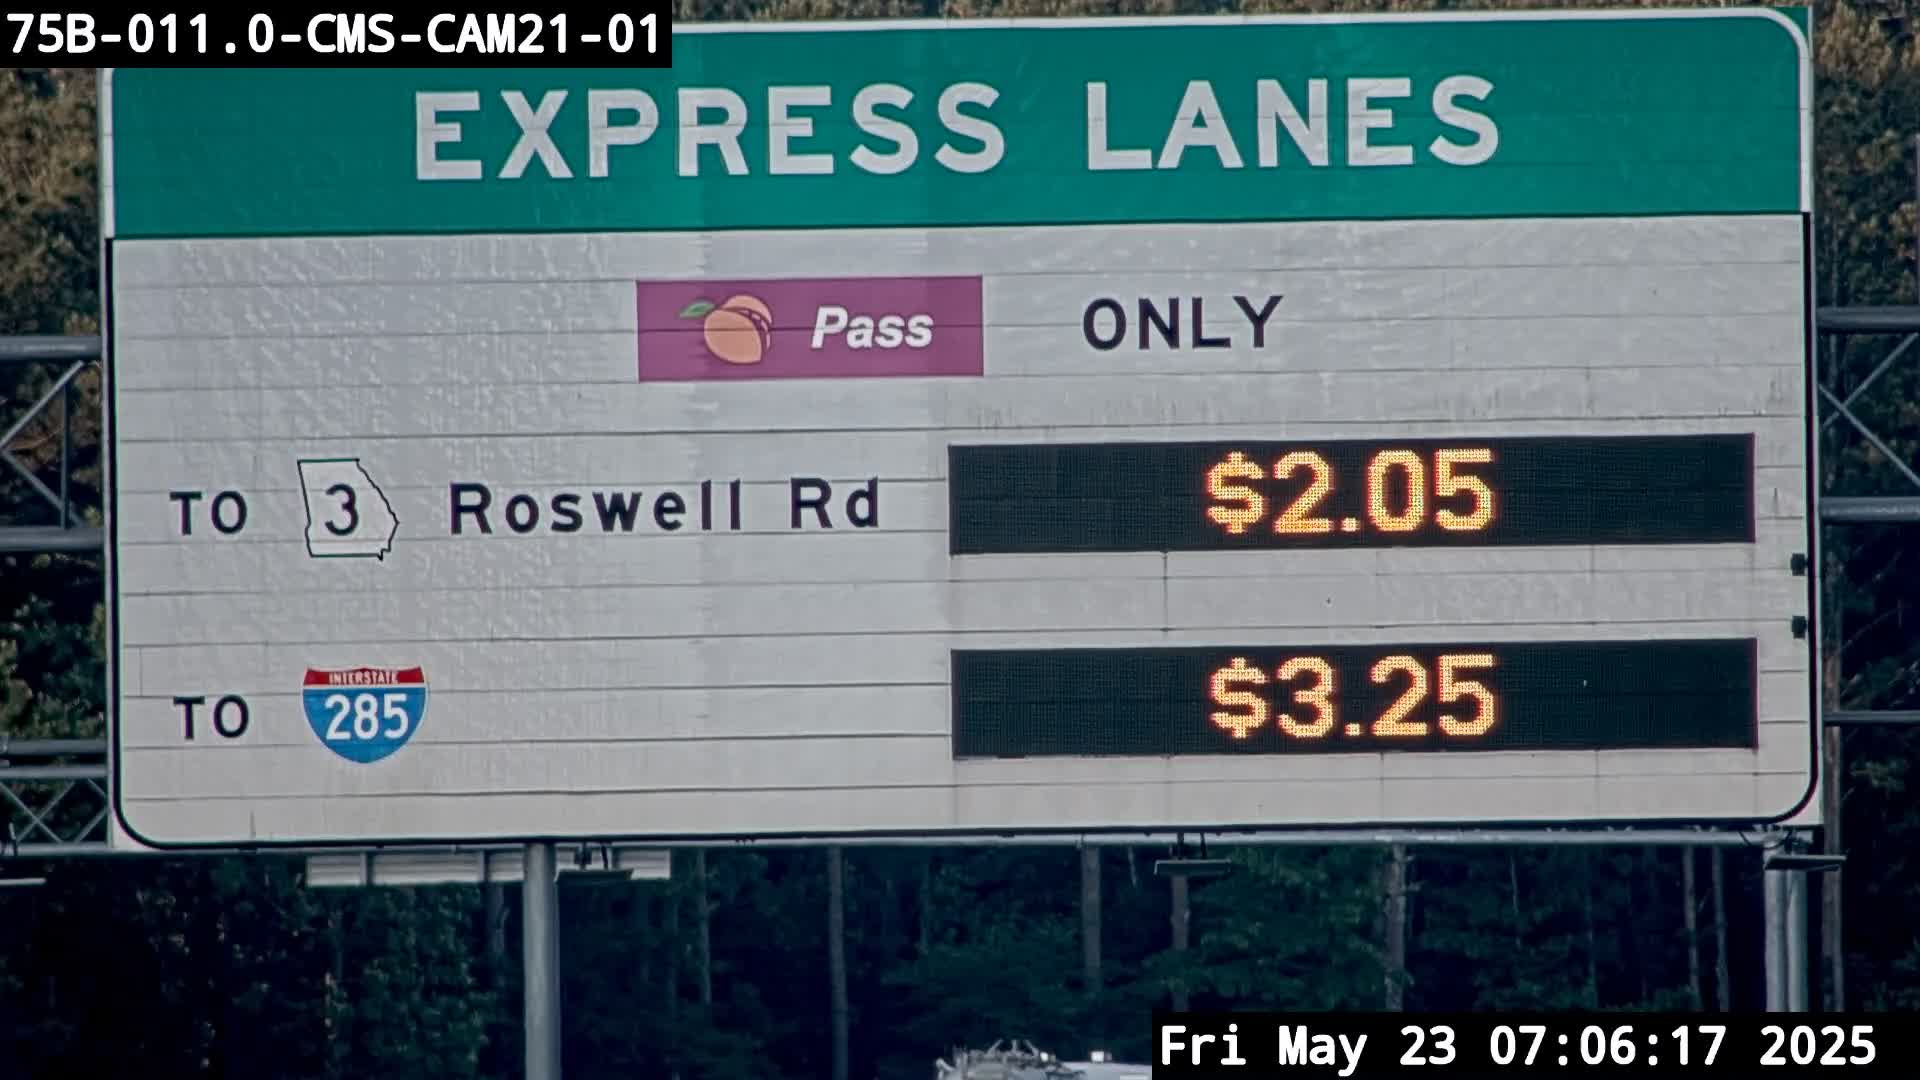 75B-011.0-CMS-CAM21-01
EXPRESS LANES
Pass ONLY
TO 3 Roswell Rd $2.05
INTERSTATE
TO 285 $3.25
Fri May 23 07:06:17 2025